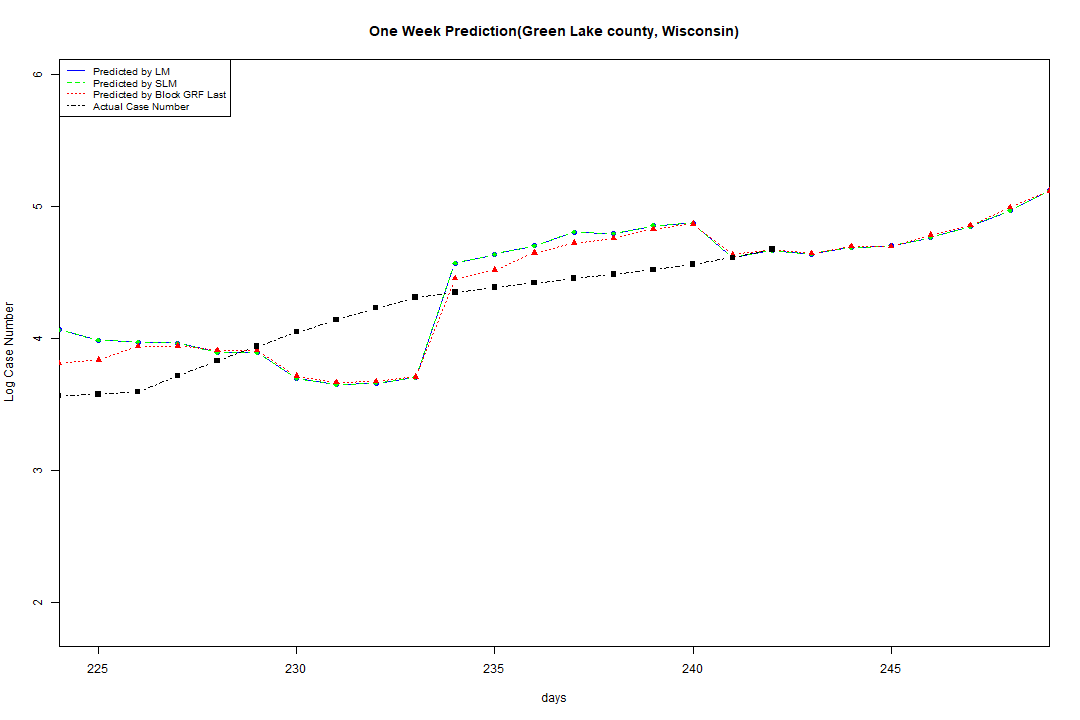 One Week Prediction(Green Lake county, Wisconsin)
Predicted by LM
Predicted by SLM
Predicted by Block GRF Last
Actual Case Number
Log Case Number
6
5
4
3
2
225 230 235 240 245
days